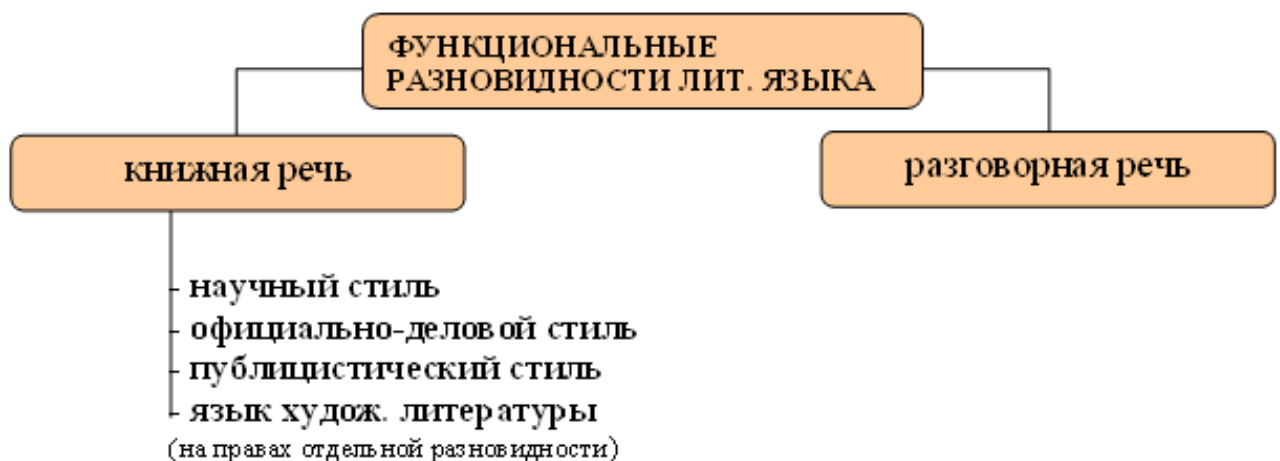 ФУНКЦИОНАЛЬНЫЕ
РАЗНОВИДНОСТИ ЛИТ. ЯЗЫКА
книжная речь
разговорная речь
- научный стиль
- официально-деловой стиль
- публицистический стиль
- язык худож. литературы
(на правах отдельной разновидности)